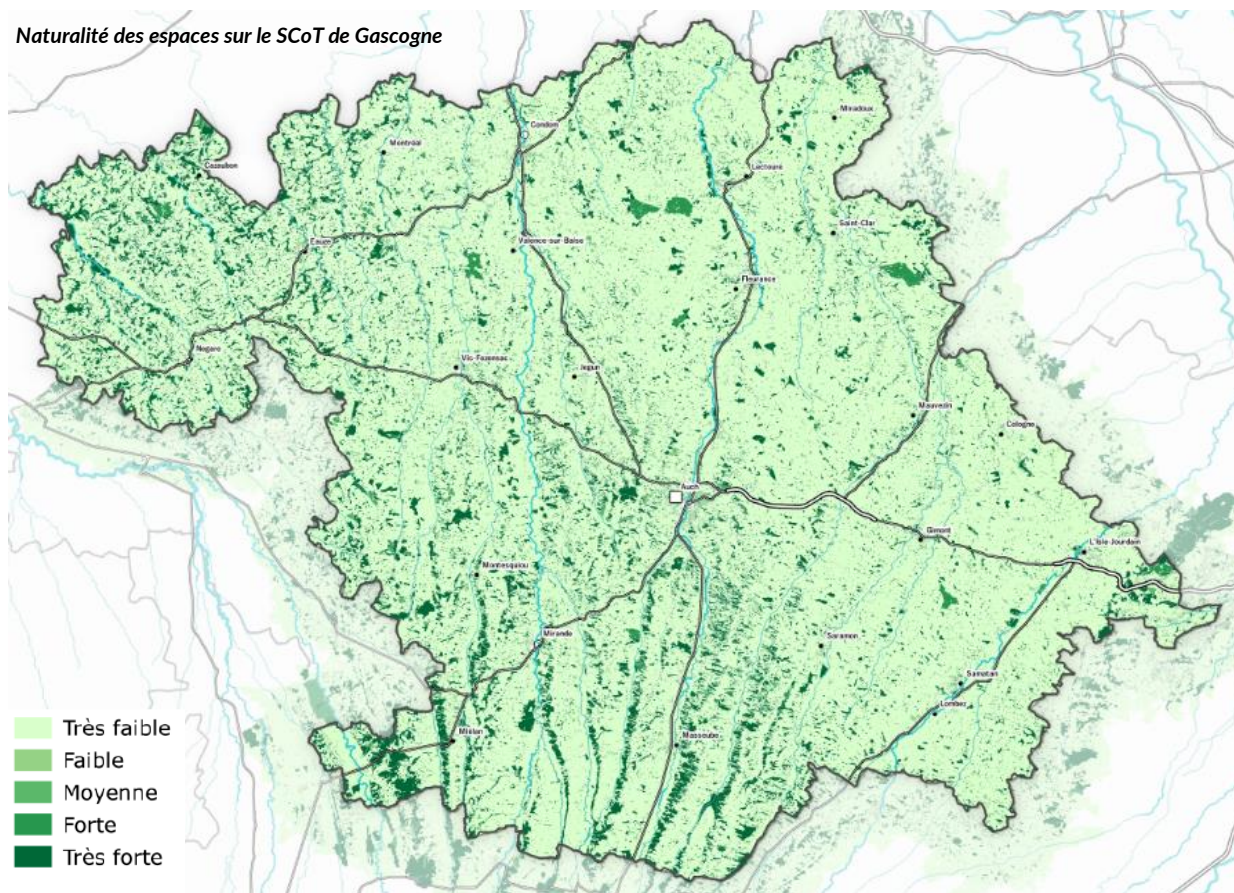 Naturalité des espaces sur le SCoT de Gascogne
Miradoux
Condom
Montréal
Cazaubon
Lectoure
Saint-Clar
Eauze
Valence-sur-Baïse
Fleurance
Nogaro
Vic-Fezensac
Jegun
Mauvezin
Cologne
Auch
Gimont
L'Isle-Jourdain
Montesquiou
Mirande
Saramon
Samatan
Lombez
Miélan
Masseube
Très faible
Faible
Moyenne
Forte
Très forte